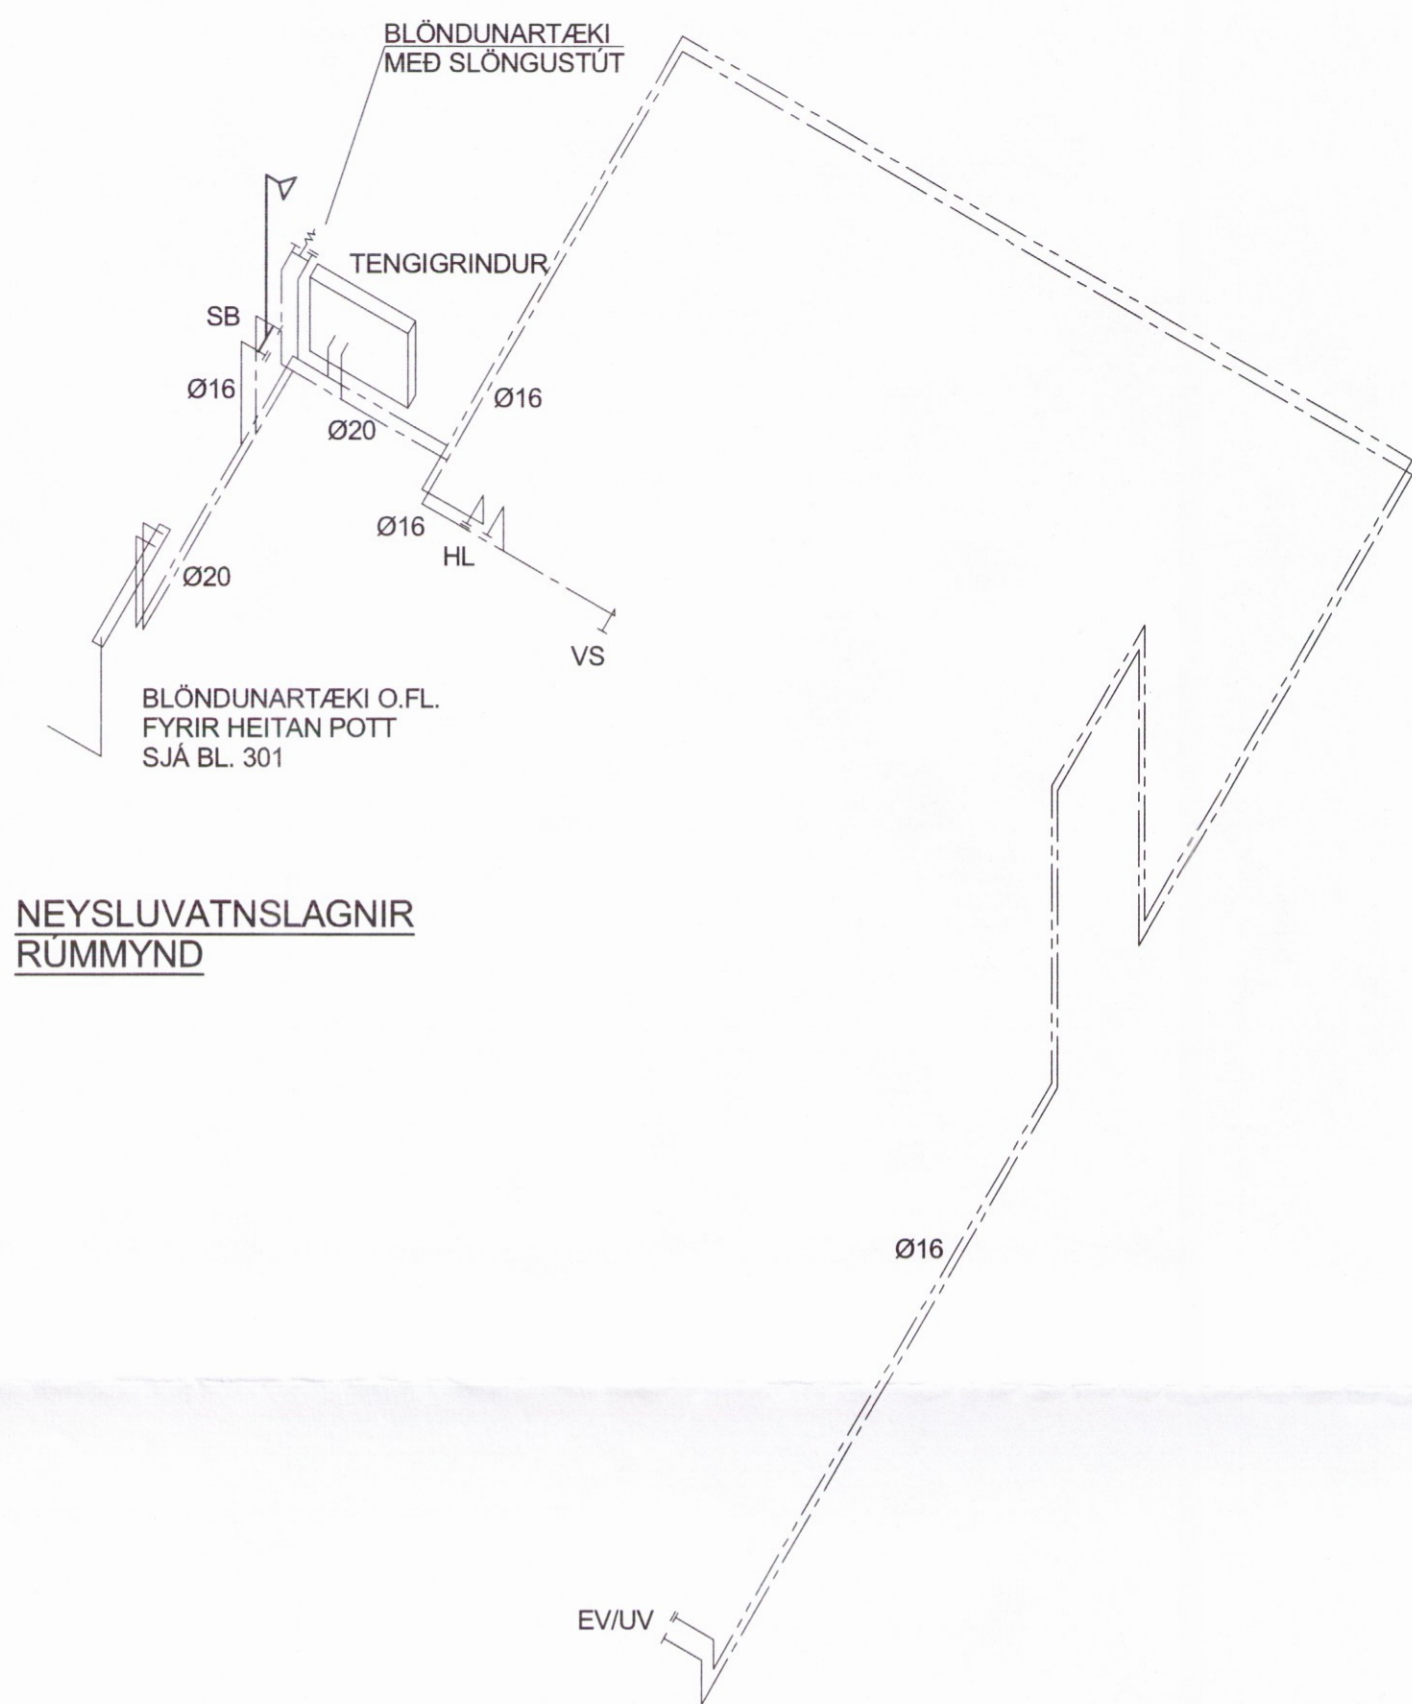 BLÖNDUNARTÆKI
MEÐ SLÖNGUSTÚT
TENGIGRINDUR
SB
Ø16
Ø20
Ø16
Ø16
HL
Ø20
VS
BLÖNDUNARTÆKI O.FL.
FYRIR HEITAN POTT
SJÁ BL. 301
NEYSLUVATNSLAGNIR
RÚMMYND
Ø16
EV/UV